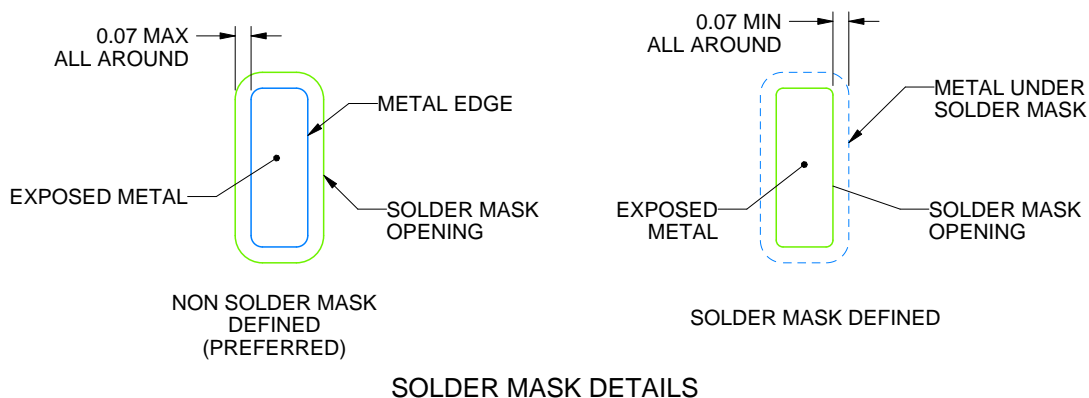 0.07 MAX
ALL AROUND
METAL EDGE
EXPOSED METAL
SOLDER MASK
OPENING
NON SOLDER MASK
DEFINED
(PREFERRED)
0.07 MIN
ALL AROUND
METAL UNDER
SOLDER MASK
EXPOSED
METAL
SOLDER MASK
OPENING
SOLDER MASK DEFINED
SOLDER MASK DETAILS